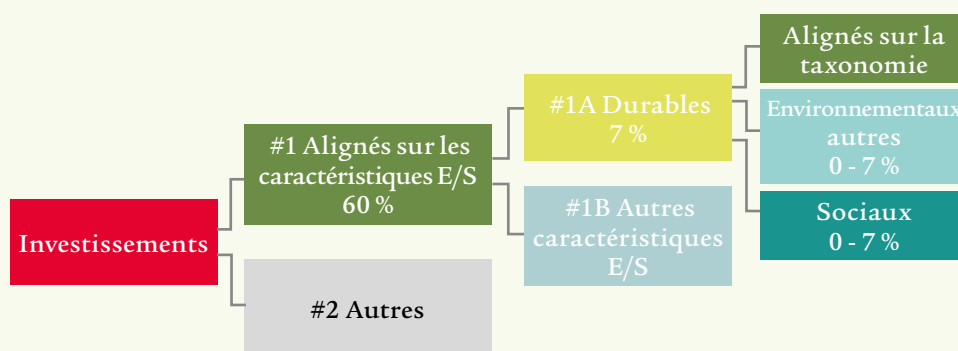 Investissements
#1 Alignés sur les
caractéristiques E/S
60 %
#2 Autres
#1A Durables
7 %
#1B Autres
caractéristiques
E/S
Alignés sur la
taxonomie
Environnementaux
autres
0 - 7 %
Sociaux
0 - 7 %